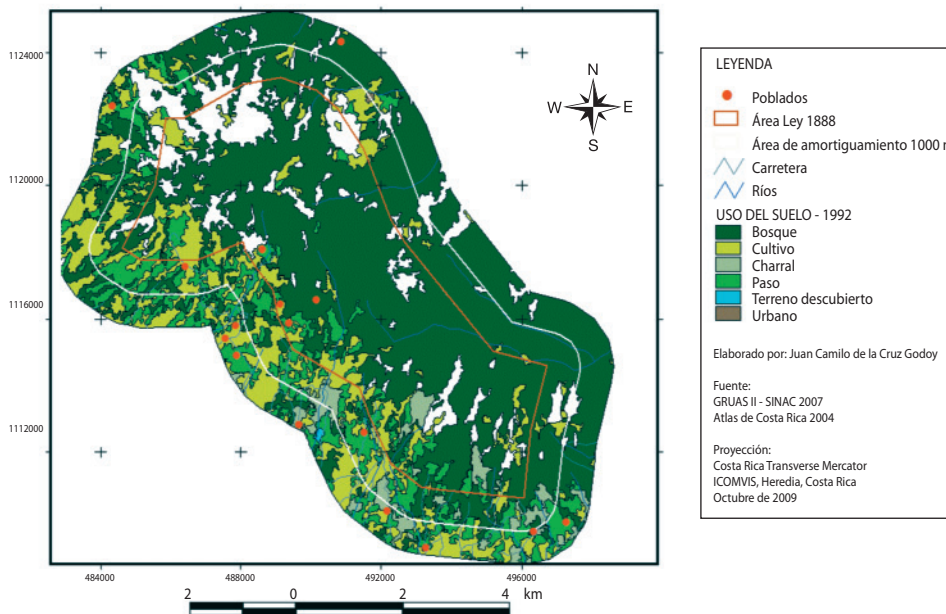 1124000
1120000
1116000
1112000
484000
488000
492000
496000
2 0 2 4 km
N
W E
S
LEYENDA
Poblados
Área Ley 1888
Área de amortiguamiento 1000 m
Carretera
Ríos
USO DEL SUELO - 1992
Bosque
Cultivo
Charral
Paso
Terreno descubierto
Urbano
Elaborado por: Juan Camilo de la Cruz Godoy
Fuente:
GRUAS II - SINAC 2007
Atlas de Costa Rica 2004
Proyección:
Costa Rica Transverse Mercator
ICOMVIS, Heredia, Costa Rica
Octubre de 2009